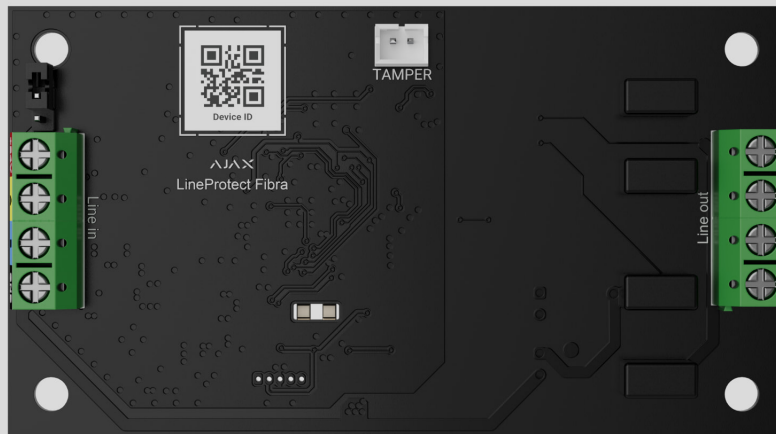 TAMPER
Device ID
AJAX
LineProtect Fibra
Line in
Line out